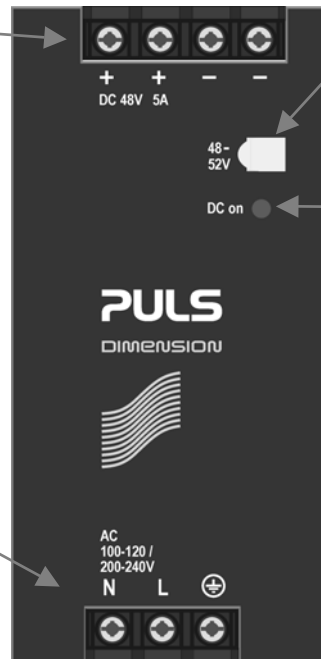 + + – –
DC 48V 5A
48-
52V
DC on
PULS
DIMENSION
AC
100-120 /
200-240V
N L